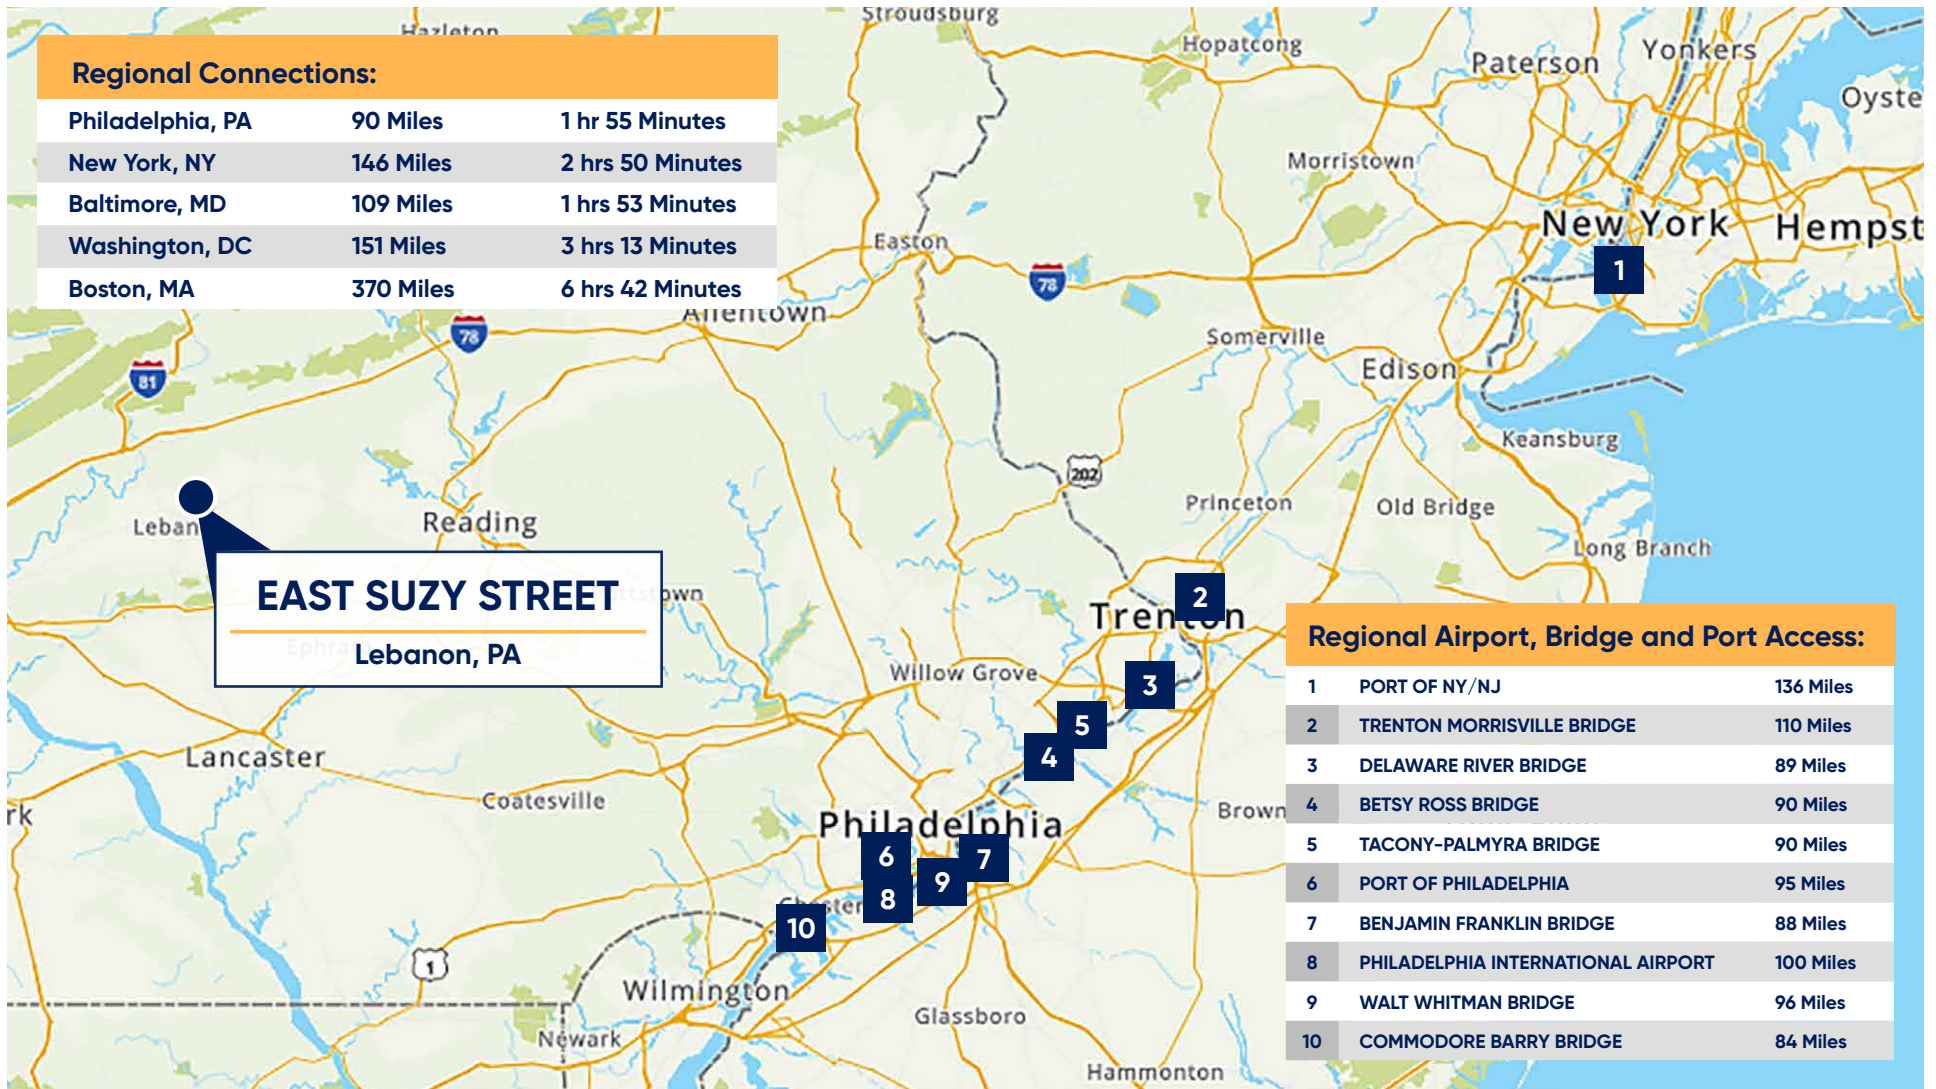 Stroudsburg
Hazleton
Hopatcong
Paterson
Yonkers
Oyste
Regional Connections:
Philadelphia, PA 90 Miles 1 hr 55 Minutes
New York, NY 146 Miles 2 hrs 50 Minutes
Baltimore, MD 109 Miles 1 hrs 53 Minutes
Washington, DC 151 Miles 3 hrs 13 Minutes
Boston, MA 370 Miles 6 hrs 42 Minutes
Morristown
New York
Hempst
Easton
1
78
Allentown
78
Somerville
Edison
81
Keansburg
202
Princeton
Old Bridge
Leban
Reading
Long Branch
EAST SUZY STREET
Lebanon, PA
ttstown
Ephra
2
Trenton
Willow Grove
3
5
4
Lancaster
Coatesville
rk
Brown
Philadelphia
6
7
9
8
Chester
10
1
Wilmington
Glassboro
Newark
Hammonton
Regional Airport, Bridge and Port Access:
1 PORT OF NY/NJ 136 Miles
2 TRENTON MORRISVILLE BRIDGE 110 Miles
3 DELAWARE RIVER BRIDGE 89 Miles
4 BETSY ROSS BRIDGE 90 Miles
5 TACONY-PALMYRA BRIDGE 90 Miles
6 PORT OF PHILADELPHIA 95 Miles
7 BENJAMIN FRANKLIN BRIDGE 88 Miles
8 PHILADELPHIA INTERNATIONAL AIRPORT 100 Miles
9 WALT WHITMAN BRIDGE 96 Miles
10 COMMODORE BARRY BRIDGE 84 Miles